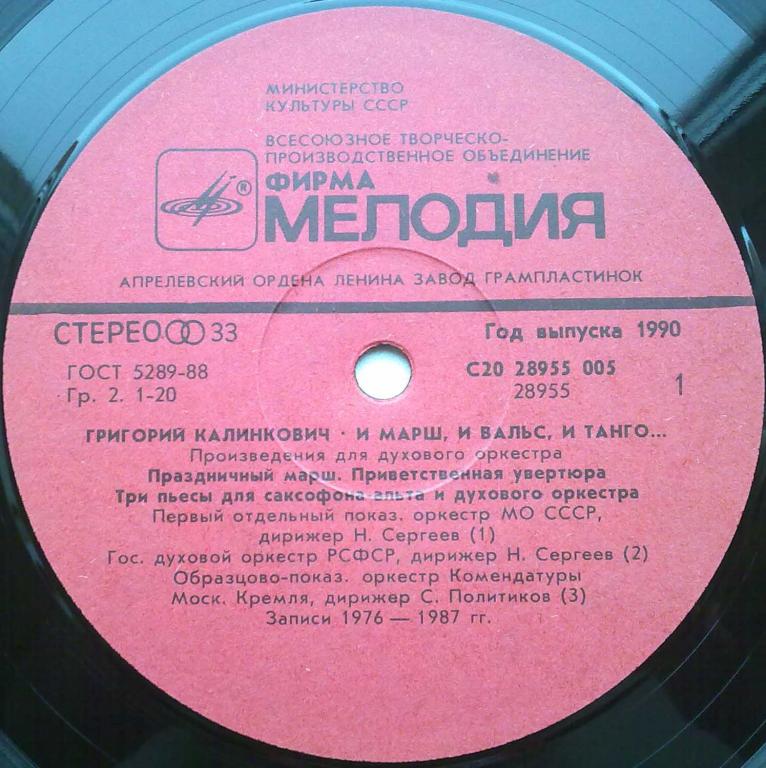 МИНИСТЕРСТВО
КУЛЬТУРЫ СССР
ВСЕСОЮЗНОЕ ТВОРЧЕСКО-
ПРОИЗВОДСТВЕННОЕ ОБЪЕДИНЕНИЕ
ФИРМА
® МЕЛОДИЯ
АПРЕЛЕВСКИЙ ОРДЕНА ЛЕНИНА ЗАВОД ГРАМПЛАСТИНОК
СТЕРЕО 33 Год выпуска 1990
ГОСТ 5289-88 С20 28955 005
Гр. 2. 1-20 28955 1
ГРИГОРИЙ КАЛИНКОВИЧ · И МАРШ, И ВАЛЬС, И ТАНГО...
Произведения для духового оркестра
Праздничный марш. Приветственная увертюра
Три пьесы для саксофона альта и духового оркестра
Первый отдельный показ. оркестр МО СССР,
дирижер Н. Сергеев (1)
Гос. духовой оркестр РСФСР, дирижер Н. Сергеев (2)
Образцово-показ. оркестр Комендатуры
Моск. Кремля, дирижер С. Политиков (3)
Записи 1976 — 1987 гг.